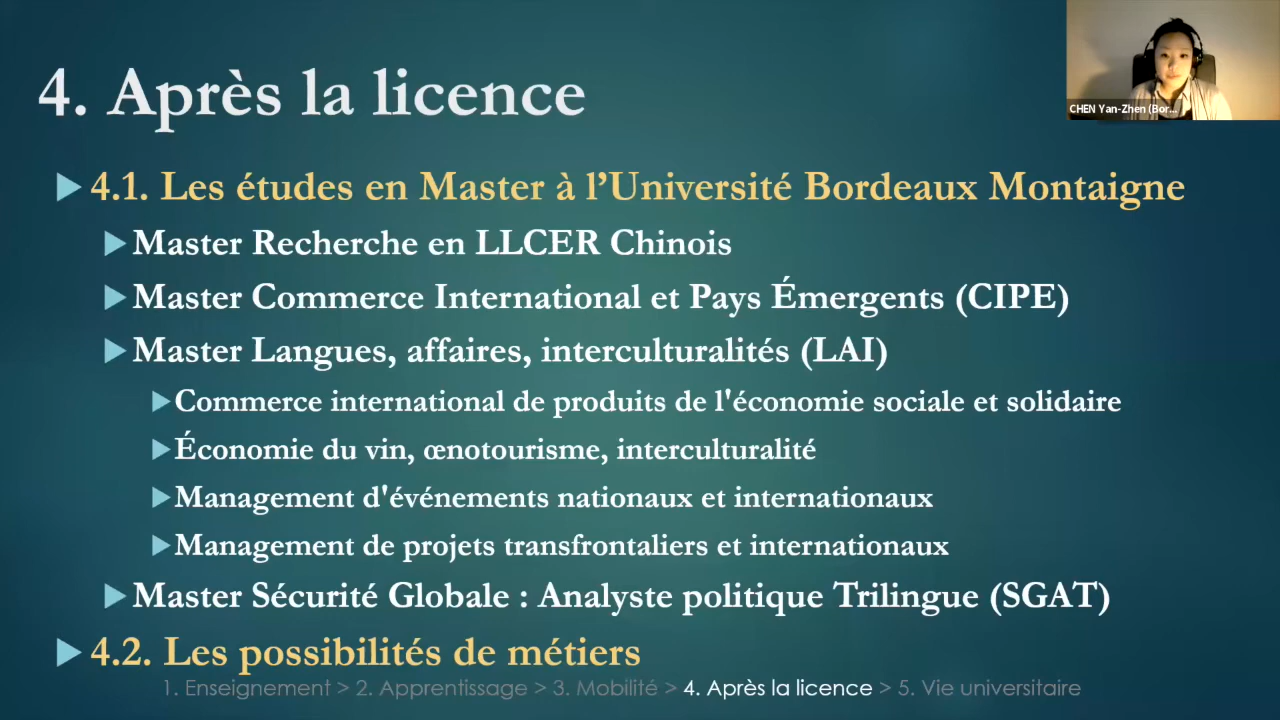 4. Après la licence
CHEN Yan-Zhen (Bor...
4.1. Les études en Master à l’Université Bordeaux Montaigne
Master Recherche en LLCER Chinois
Master Commerce International et Pays Émergents (CIPE)
Master Langues, affaires, interculturalités (LAI)
Commerce international de produits de l'économie sociale et solidaire
Économie du vin, œnotourisme, interculturalité
Management d'événements nationaux et internationaux
Management de projets transfrontaliers et internationaux
Master Sécurité Globale : Analyste politique Trilingue (SGAT)
4.2. Les possibilités de métiers
1. Enseignement > 2. Apprentissage > 3. Mobilité > 4. Après la licence > 5. Vie universitaire